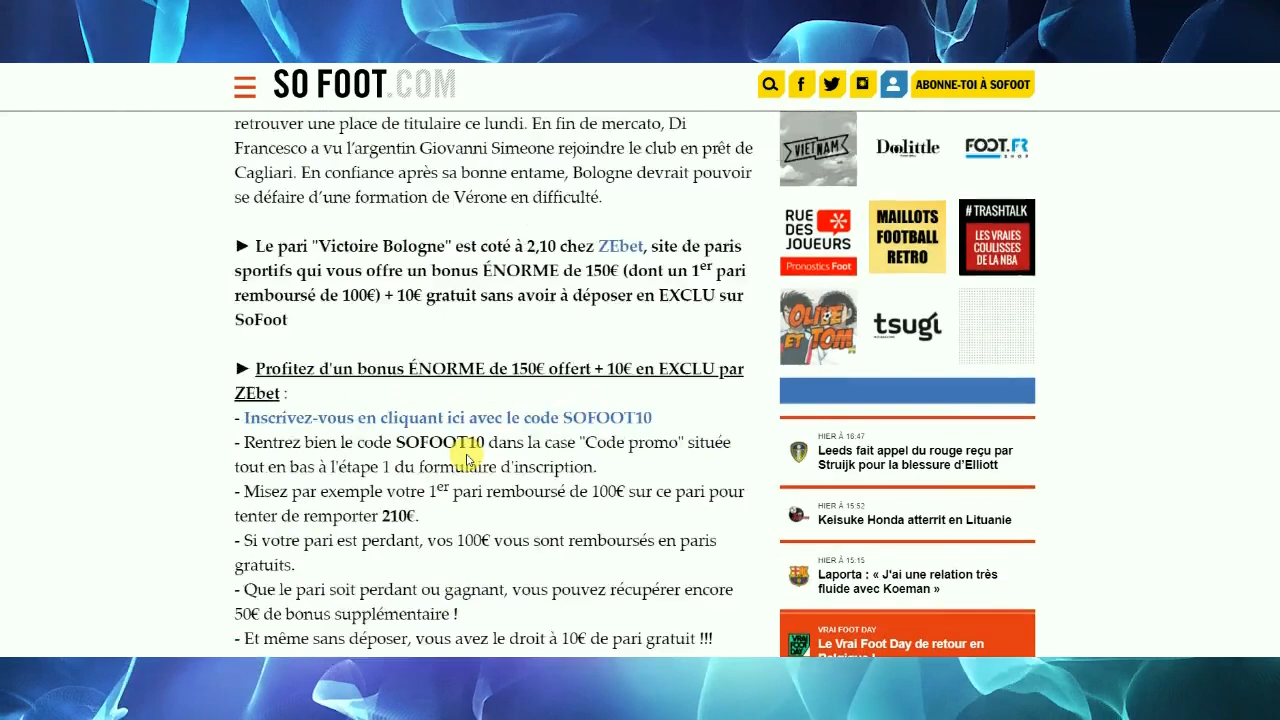 SO FOOT.COM
ABONNE-TOI À SOFOOT
retrouver une place de titulaire ce lundi. En fin de mercato, Di
Francesco a vu l'argentin Giovanni Simeone rejoindre le club en prêt de
Cagliari. En confiance après sa bonne entame, Bologne devrait pouvoir
se défaire d'une formation de Vérone en difficulté.
► Le pari "Victoire Bologne" est coté à 2,10 chez ZEbet, site de paris
sportifs qui vous offre un bonus ÉNORME de 150€ (dont un 1er pari
remboursé de 100€) + 10€ gratuit sans avoir à déposer en EXCLU sur
SoFoot
► Profitez d'un bonus ÉNORME de 150€ offert + 10€ en EXCLU par
ZEbet :
- Inscrivez-vous en cliquant ici avec le code SOFOOT10
- Rentrez bien le code SOFOOT10 dans la case "Code promo" située
tout en bas à l'étape 1 du formulaire d'inscription.
- Misez par exemple votre 1er pari remboursé de 100€ sur ce pari pour
tenter de remporter 210€.
- Si votre pari est perdant, vos 100€ vous sont remboursés en paris
gratuits.
- Que le pari soit perdant ou gagnant, vous pouvez récupérer encore
50€ de bonus supplémentaire !
- Et même sans déposer, vous avez le droit à 10€ de pari gratuit !!!
VIETNAM
Doolittle
FOOT.FR
SHOP
RUE
DES
JOUEURS
Pronostics Foot
MAILLOTS
FOOTBALL
RETRO
#TRASHTALK
LES VRAIES
COULISSES
DE LA NBA
OLIVE
ET TOM
tsugi
HIER À 16:47
Leeds fait appel du rouge reçu par
Struijk pour la blessure d'Elliott
HIER À 15:52
Keisuke Honda atterrit en Lituanie
HIER À 15:15
Laporta : « J'ai une relation très
fluide avec Koeman »
VRAI FOOT DAY
Le Vrai Foot Day de retour en
Belgique !